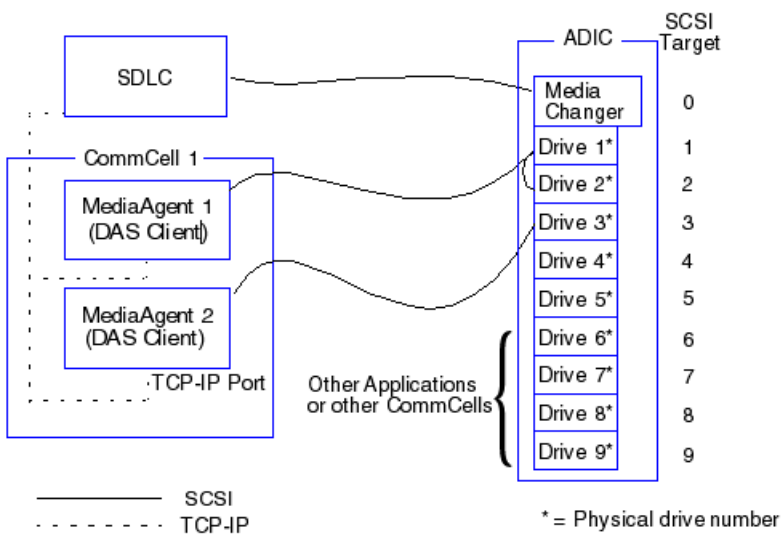 SDLC
CommCell 1
MediaAgent 1
(DAS Client)
MediaAgent 2
(DAS Client)
TCP-IP Port
ADIC
SCSI
Target
Media
Changer
0
Drive 1*
1
Drive 2*
2
Drive 3*
3
Drive 4*
4
Drive 5*
5
Drive 6*
6
Drive 7*
7
Drive 8*
8
Drive 9*
9
Other Applications
or other CommCells
SCSI
TCP-IP
* = Physical drive number